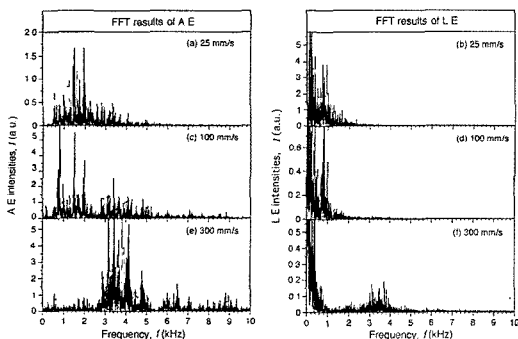 FFT results of A E
FFT results of L E
A E intensities, I (a.u.)
2 0
1.5
1.0
0.5
0
(a) 25 mm/s
5
4
3
2
1
0
(c) 100 mm/s
5
4
3
2
1
0
(e) 300 mm/s
0 1 2 3 4 5 6 7 8 9 10
Frequency, f (kHz)
L E intensities, I (a.u.)
5
4
3
2
1
0
(b) 25 mm/s
0.6
0.4
0.2
0
(d) 100 mm/s
0.5
0.4
0.3
0.2
0.1
0
(f) 300 mm/s
0 1 2 3 4 5 6 7 8 9 10
Frequency, f (kHz)